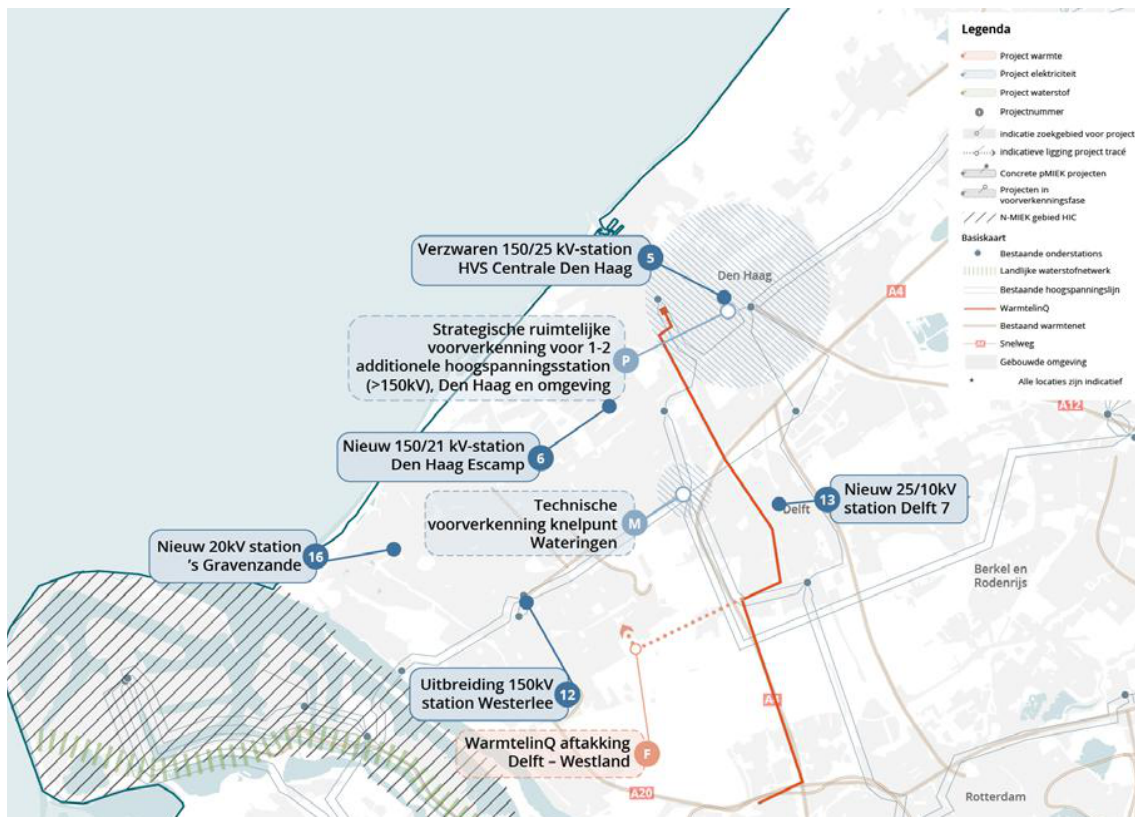 Legenda
Project warmte
Project elektriciteit
Project waterstof
Projectnummer
indicatie zoekgebied voor project
indicatieve ligging project tracé
Concrete pMIEK projecten
Projecten in
voorverkenningsfase
N-MIEK gebied HIC
Basiskaart
Bestaande onderstations
Landlijke waterstofnetwerk
Bestaande hoogspanningslijn
WarmtelinQ
Bestaand warmtenet
Snelweg
Gebouwde omgeving
Alle locaties zijn indicatief
Verzwaren 150/25 kV-station
HVS Centrale Den Haag
5
Den Haag
A4
Strategische ruimtelijke
voorverkenning voor 1-2
additionele hoogspanningsstation
(>150kV), Den Haag en omgeving
P
A12
Nieuw 150/21 kV-station
Den Haag Escamp
6
Technische
voorverkenning knelpunt
Wateringen
M
13
Nieuw 25/10kV
station Delft 7
Delft
Nieuw 20kV station
's Gravenzande
16
Berkel en
Rodenrijs
Uitbreiding 150kV
station Westerlee
12
WarmtelinQ aftakking
Delft – Westland
F
A20
Rotterdam